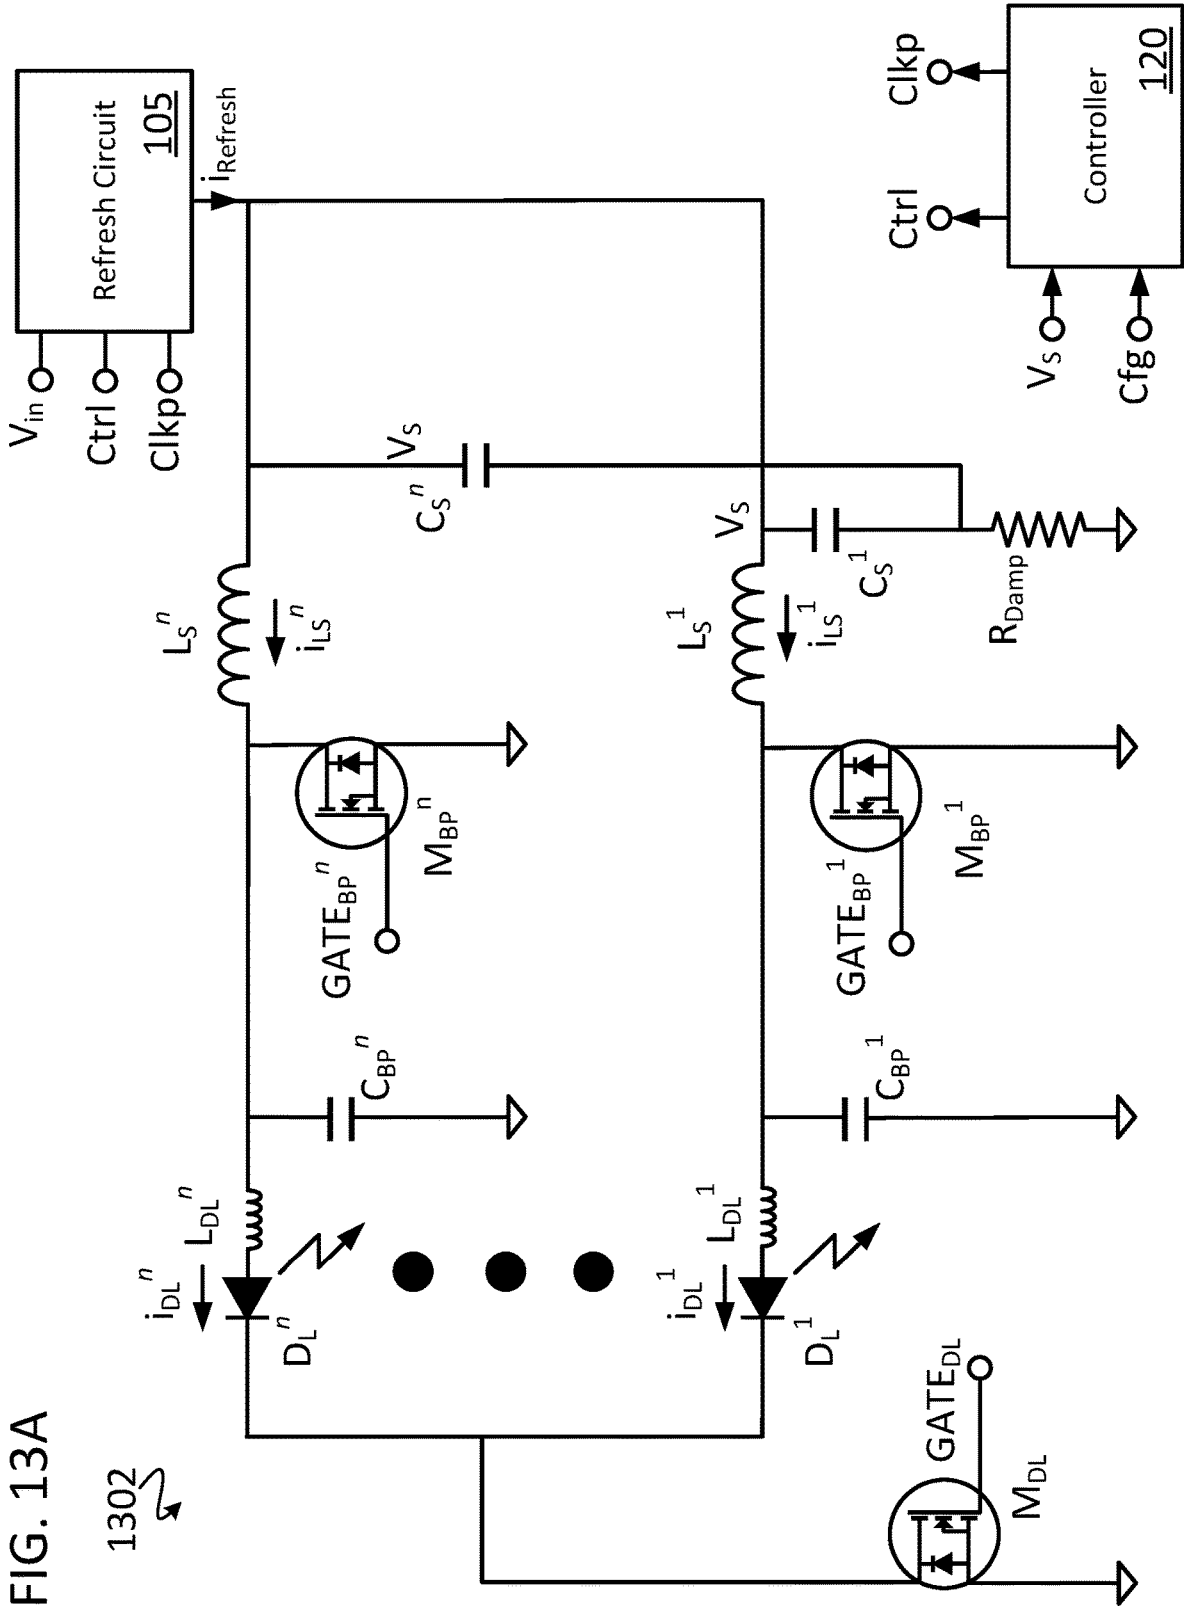 FIG. 13A
1302
V_in
Ctrl
Clkp
Refresh Circuit
105
i_Refresh
i_DL^n
L_DL^n
D_L^n
C_BP^n
GATE_BP^n
M_BP^n
L_S^n
i_LS^n
C_S^n
V_S
i_DL^1
L_DL^1
D_L^1
C_BP^1
GATE_BP^1
M_BP^1
L_S^1
i_LS^1
V_S
C_S^1
R_Damp
GATE_DL
M_DL
Ctrl
Clkp
V_S
Cfg
Controller
120